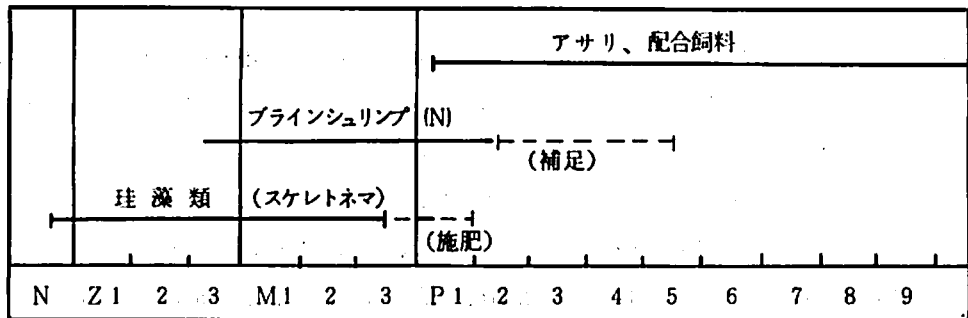 アサリ、配合飼料
ブラインシュリンプ (N)
(補足)
珪藻類 (スケレトネマ)
(施肥)
N Z1 2 3 M1 2 3 P1 2 3 4 5 6 7 8 9